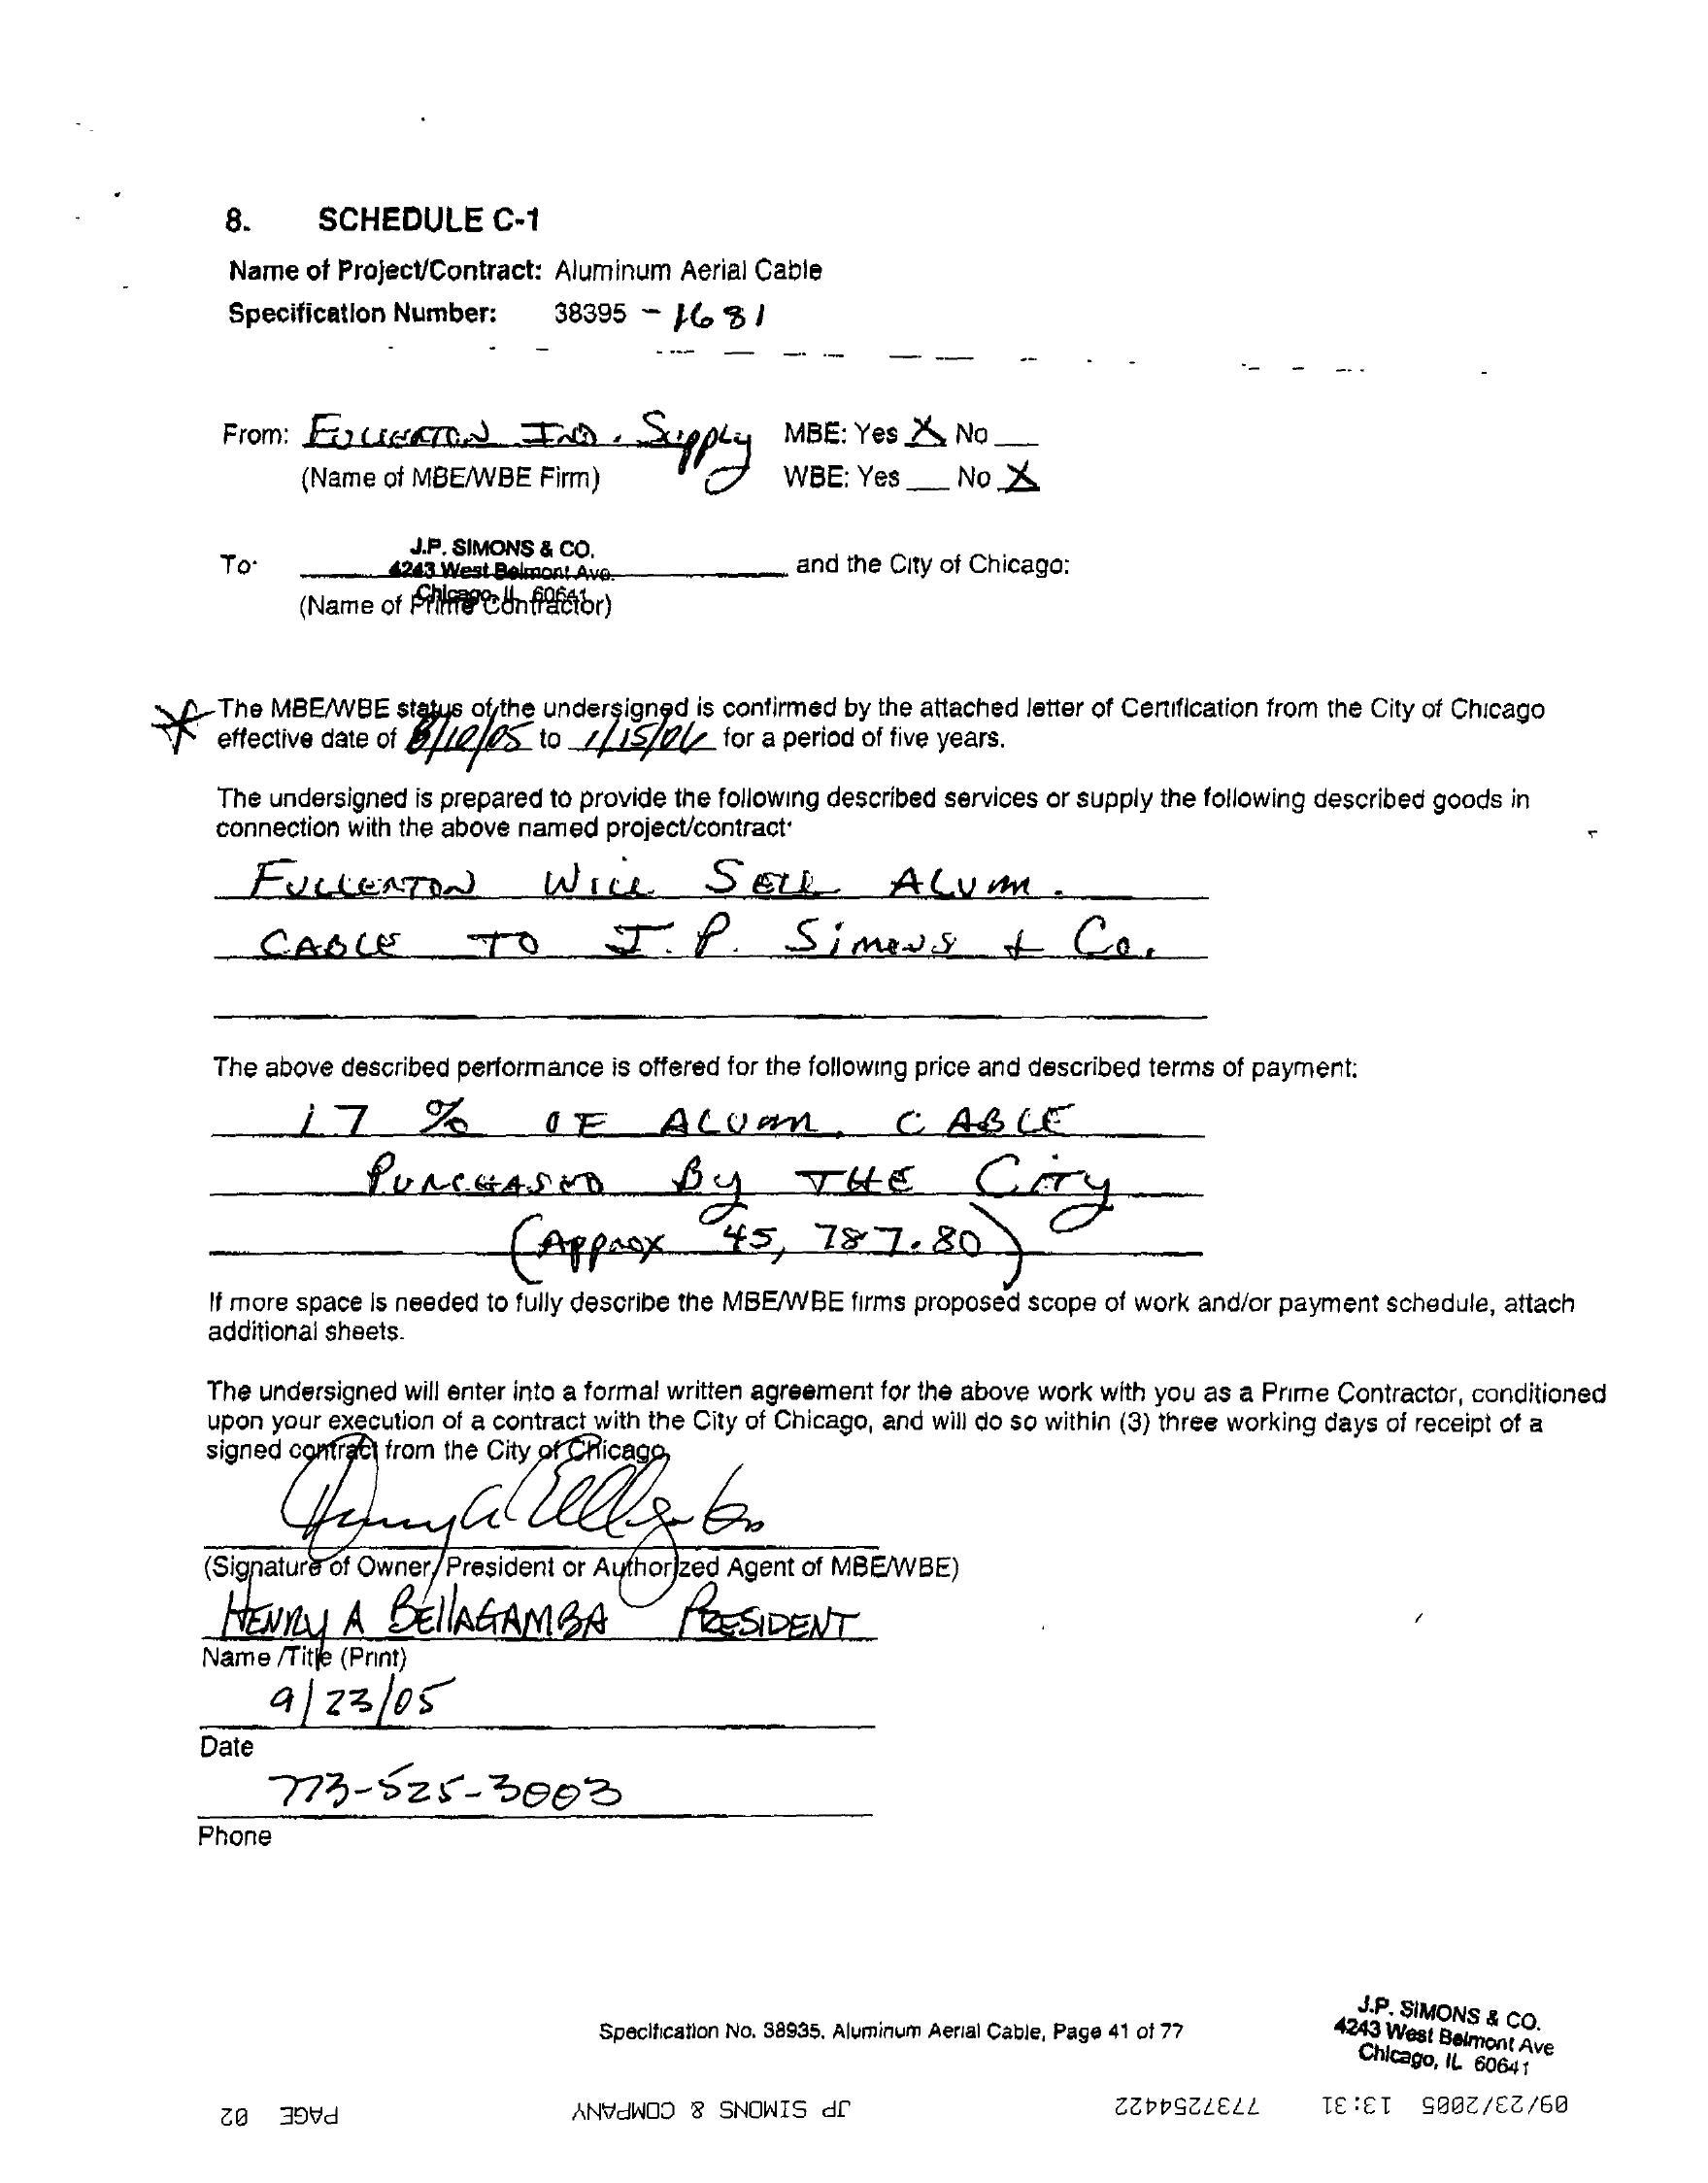 8. SCHEDULE C-1
Name of Project/Contract: Aluminum Aerial Cable
Specification Number: 38395 - 1681
From: FULLERTON IND. Supply MBE: Yes X No
(Name of MBE/WBE Firm) WBE: Yes No X
J.P. SIMONS & CO.
To: 4243 West Belmont Ave. and the City of Chicago:
Chicago, IL 60641
(Name of Prime Contractor)
The MBE/WBE status of the undersigned is confirmed by the attached letter of Certification from the City of Chicago
effective date of 8/10/05 to 1/15/06 for a period of five years.
The undersigned is prepared to provide the following described services or supply the following described goods in
connection with the above named project/contract:
FULLERTON WILL SELL ALUM.
CABLE TO J.P. Simons + Co.
The above described performance is offered for the following price and described terms of payment:
17 % OF ALUM. CABLE
PURCHASED By THE City
(Approx 45,787.80)
If more space is needed to fully describe the MBE/WBE firms proposed scope of work and/or payment schedule, attach
additional sheets.
The undersigned will enter into a formal written agreement for the above work with you as a Prime Contractor, conditioned
upon your execution of a contract with the City of Chicago, and will do so within (3) three working days of receipt of a
signed contract from the City of Chicago.
(Signature of Owner, President or Authorized Agent of MBE/WBE)
HENRY A BELLAGAMBA PRESIDENT
Name /Title (Print)
9/23/05
Date
773-525-3003
Phone
Specification No. 38935, Aluminum Aerial Cable, Page 41 of 77
J.P. SIMONS & CO.
4243 West Belmont Ave
Chicago, IL 60641
09/23/2005 13:31 7737254422 JP SIMONS & COMPANY PAGE 02